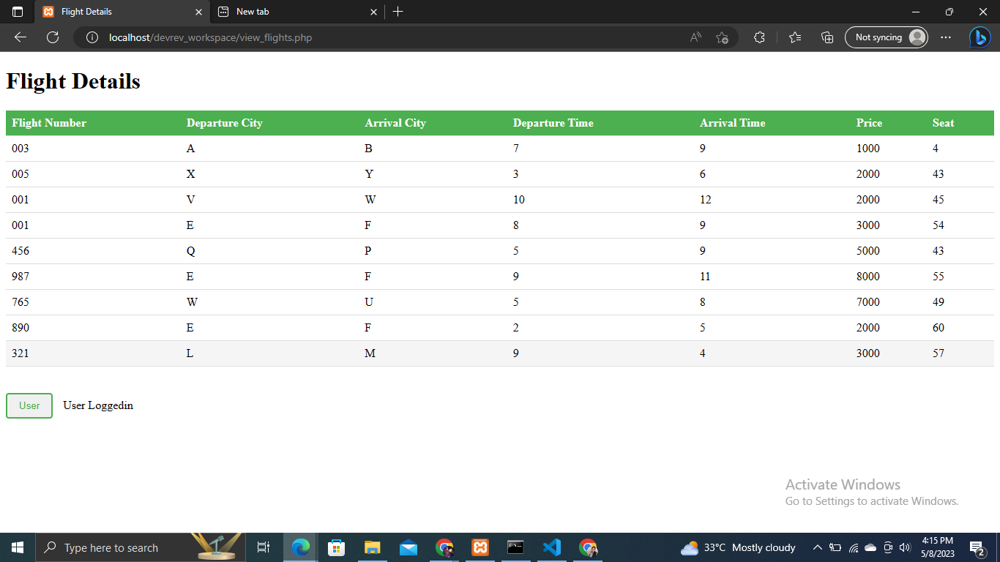 Flight Details
New tab
localhost/devrev_workspace/view_flights.php
Not syncing
Flight Details
Flight Number Departure City Arrival City Departure Time Arrival Time Price Seat
003 A B 7 9 1000 4
005 X Y 3 6 2000 43
001 V W 10 12 2000 45
001 E F 8 9 3000 54
456 Q P 5 9 5000 43
987 E F 9 11 8000 55
765 W U 5 8 7000 49
890 E F 2 5 2000 60
321 L M 9 4 3000 57
User User Loggedin
Activate Windows
Go to Settings to activate Windows.
Type here to search 33°C Mostly cloudy 4:15 PM
5/8/2023 2